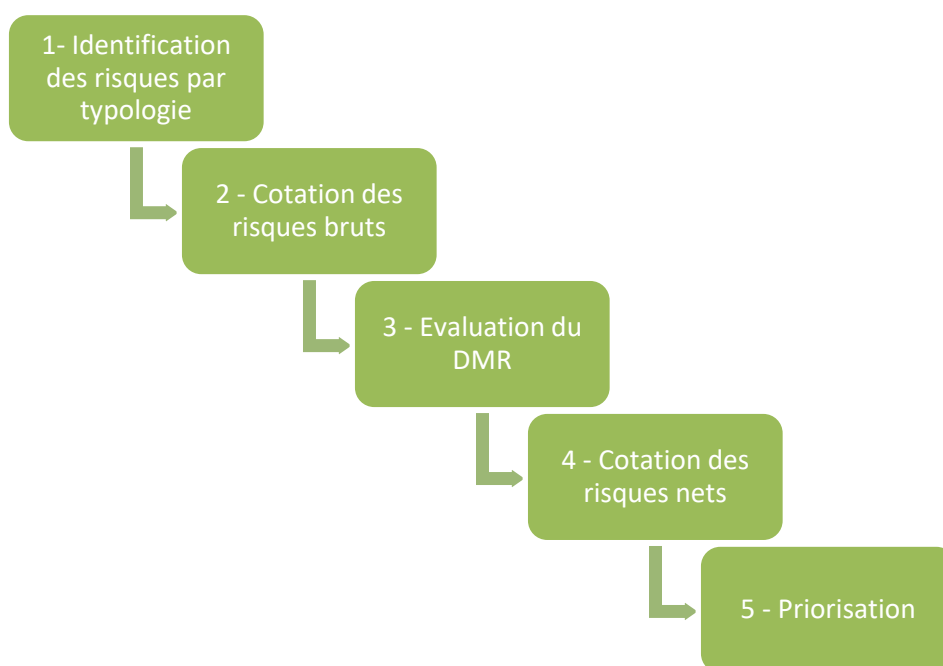 1- Identification
des risques par
typologie
2 - Cotation des
risques bruts
3 - Evaluation du
DMR
4 - Cotation des
risques nets
5 - Priorisation